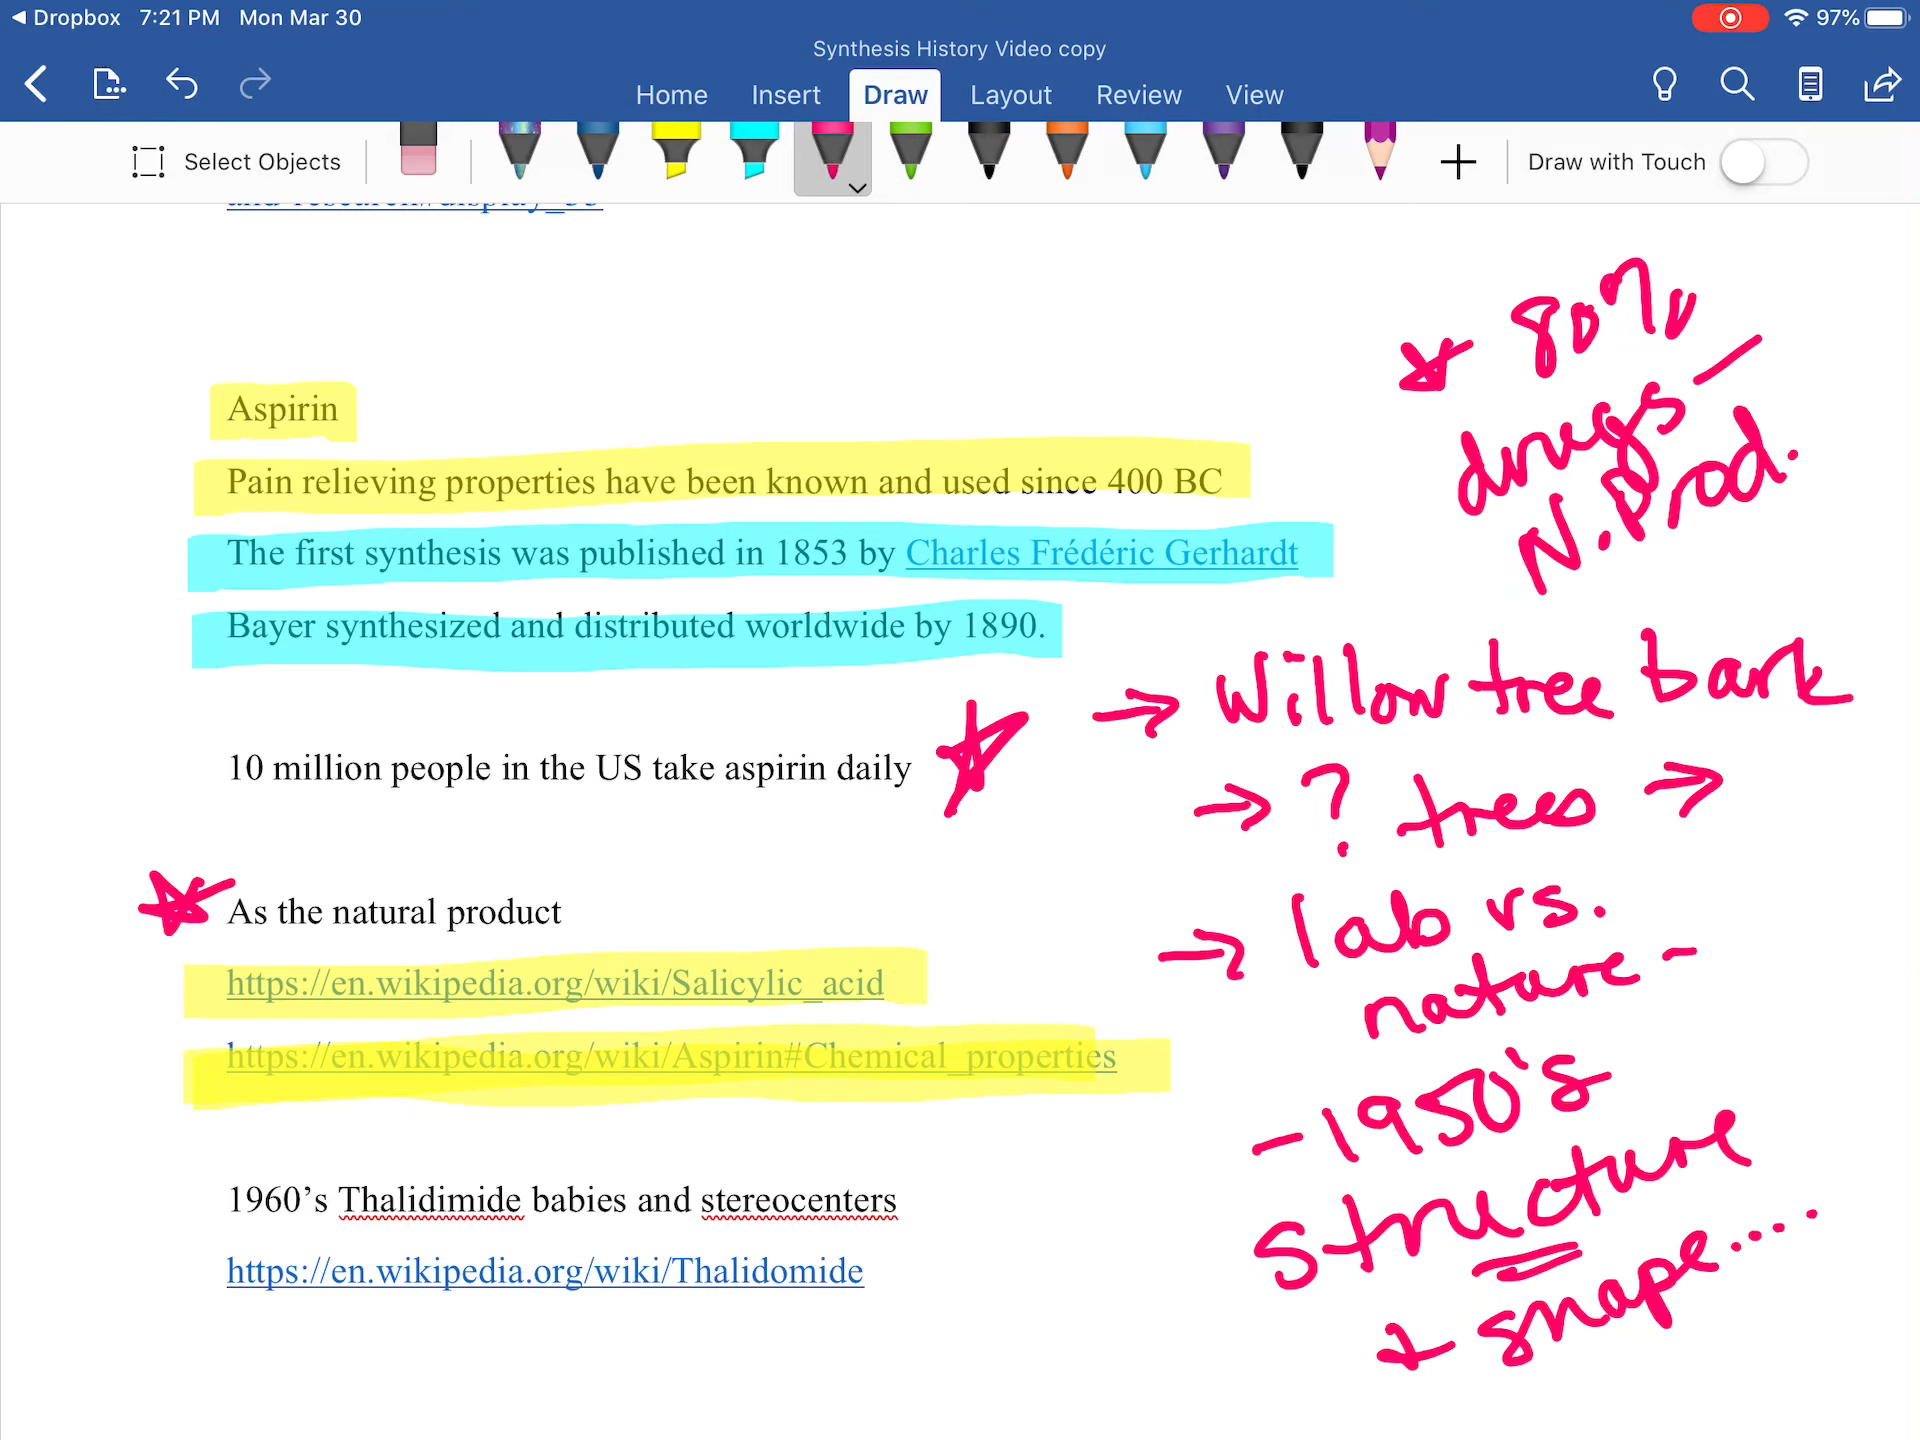 Dropbox 7:21 PM Mon Mar 30 97%
Synthesis History Video copy
Home Insert Draw Layout Review View
Select Objects Draw with Touch
and-research#display_
Aspirin
Pain relieving properties have been known and used since 400 BC
The first synthesis was published in 1853 by Charles Frédéric Gerhardt
Bayer synthesized and distributed worldwide by 1890.
10 million people in the US take aspirin daily
As the natural product
https://en.wikipedia.org/wiki/Salicylic_acid
https://en.wikipedia.org/wiki/Aspirin#Chemical_properties
1960's Thalidimide babies and stereocenters
https://en.wikipedia.org/wiki/Thalidomide
80%
drugs -
N. Prod.
→ Willow tree bark
→ ? trees →
→ lab vs.
nature -
- 1950's
structure
+ shape....